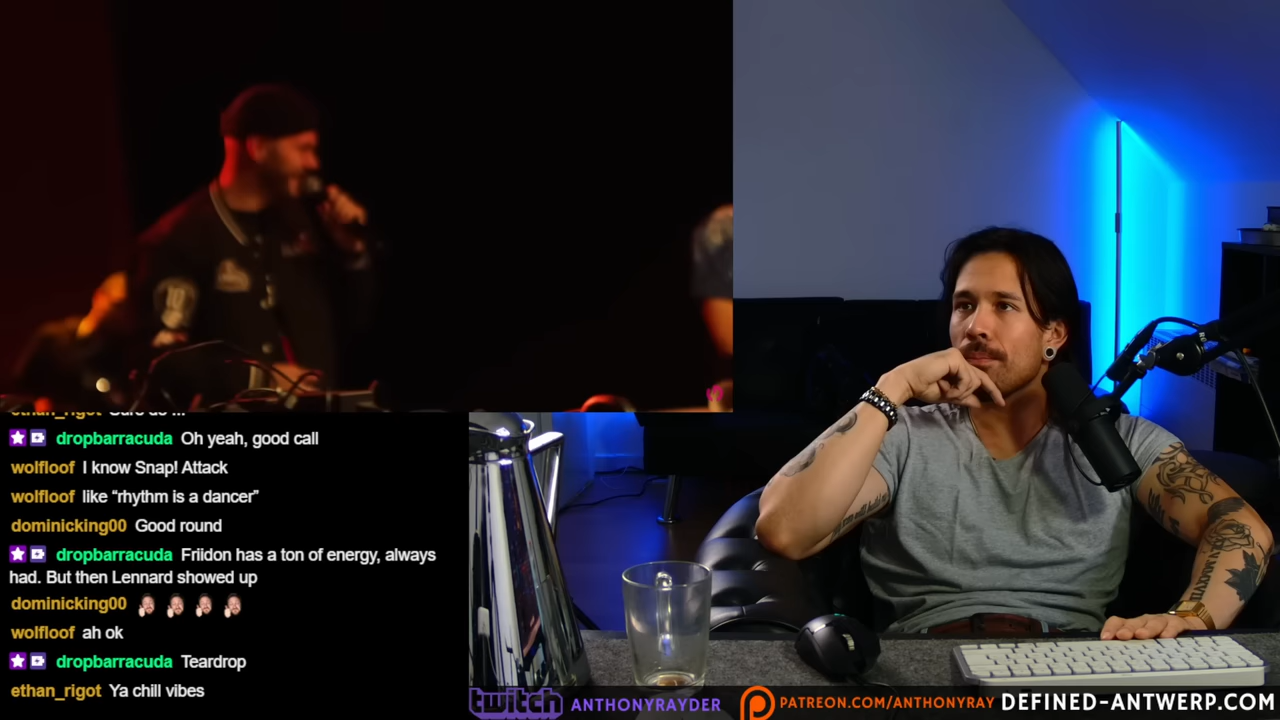 dropbarracuda Oh yeah, good call
wolfloof I know Snap! Attack
wolfloof like “rhythm is a dancer”
dominicking00 Good round
dropbarracuda Friidon has a ton of energy, always
had. But then Lennard showed up
dominicking00
wolfloof ah ok
dropbarracuda Teardrop
ethan_rigot Ya chill vibes
twitch ANTHONYRAYDER PATREON.COM/ANTHONYRAY DEFINED-ANTWERP.COM